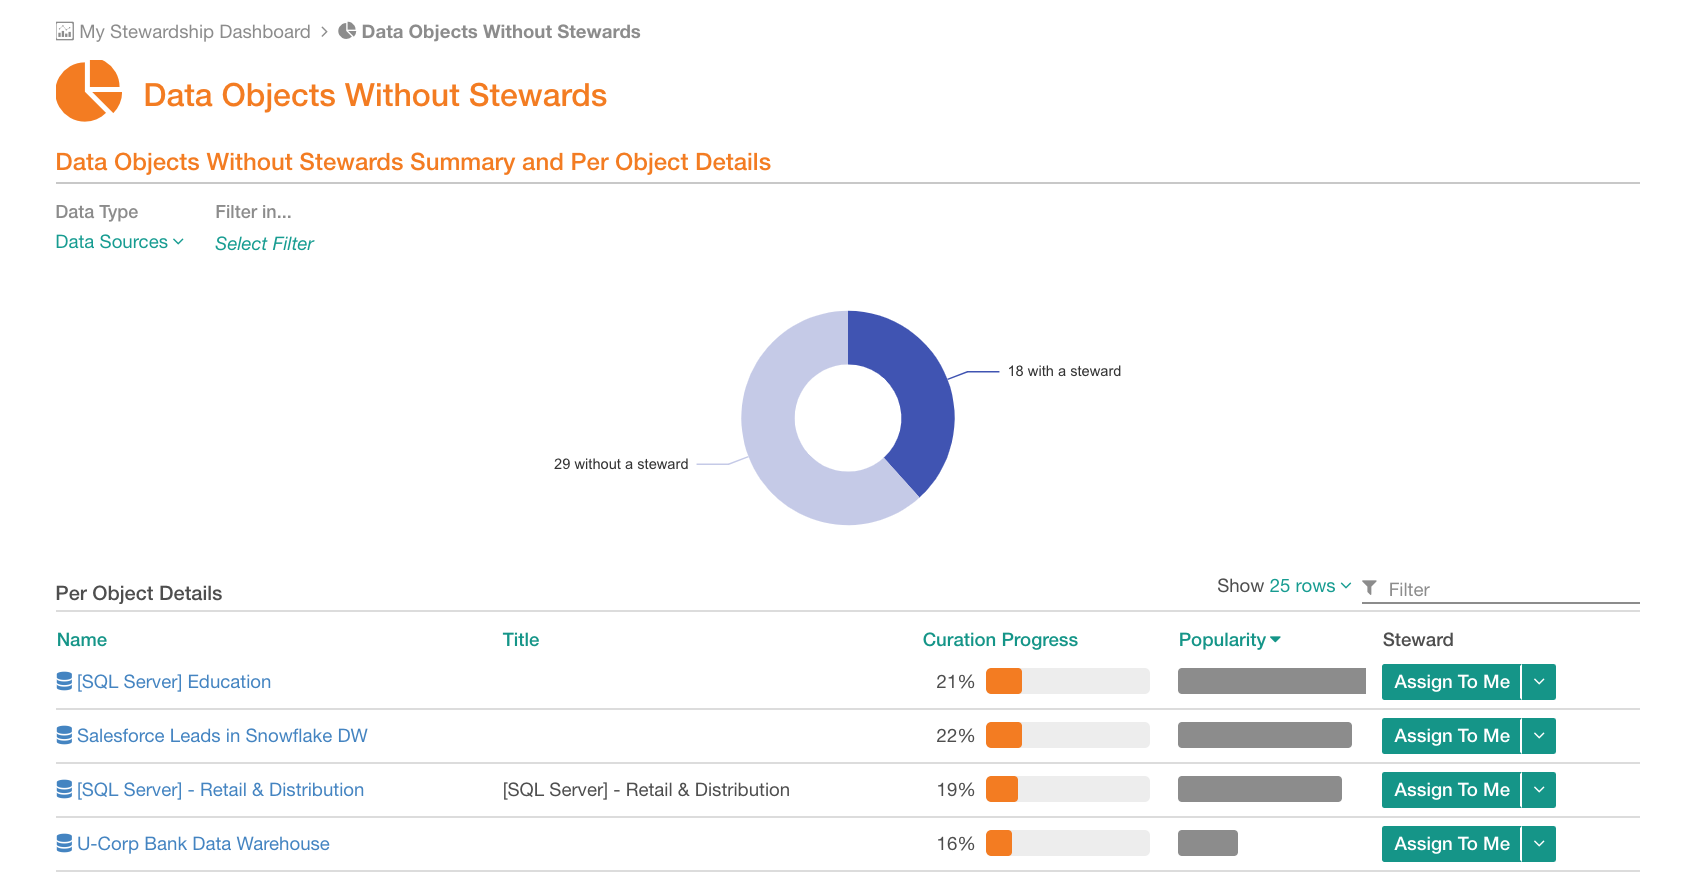 My Stewardship Dashboard > Data Objects Without Stewards
Data Objects Without Stewards
Data Objects Without Stewards Summary and Per Object Details
Data Type Filter in...
Data Sources Select Filter
18 with a steward
29 without a steward
Per Object Details Show 25 rows Filter
Name Title Curation Progress Popularity Steward
[SQL Server] Education 21% Assign To Me
Salesforce Leads in Snowflake DW 22% Assign To Me
[SQL Server] - Retail & Distribution [SQL Server] - Retail & Distribution 19% Assign To Me
U-Corp Bank Data Warehouse 16% Assign To Me